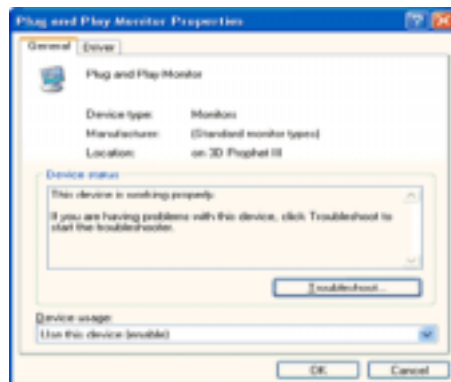 Plug and Play Monitor Properties
General Driver
Plug and Play Monitor
Device type: Monitors
Manufacturer: (Standard monitor types)
Location: on 3D Prophet III
Device status
This device is working properly.
If you are having problems with this device, click Troubleshoot to
start the troubleshooter.
Troubleshoot...
Device usage:
Use this device (enable)
OK Cancel